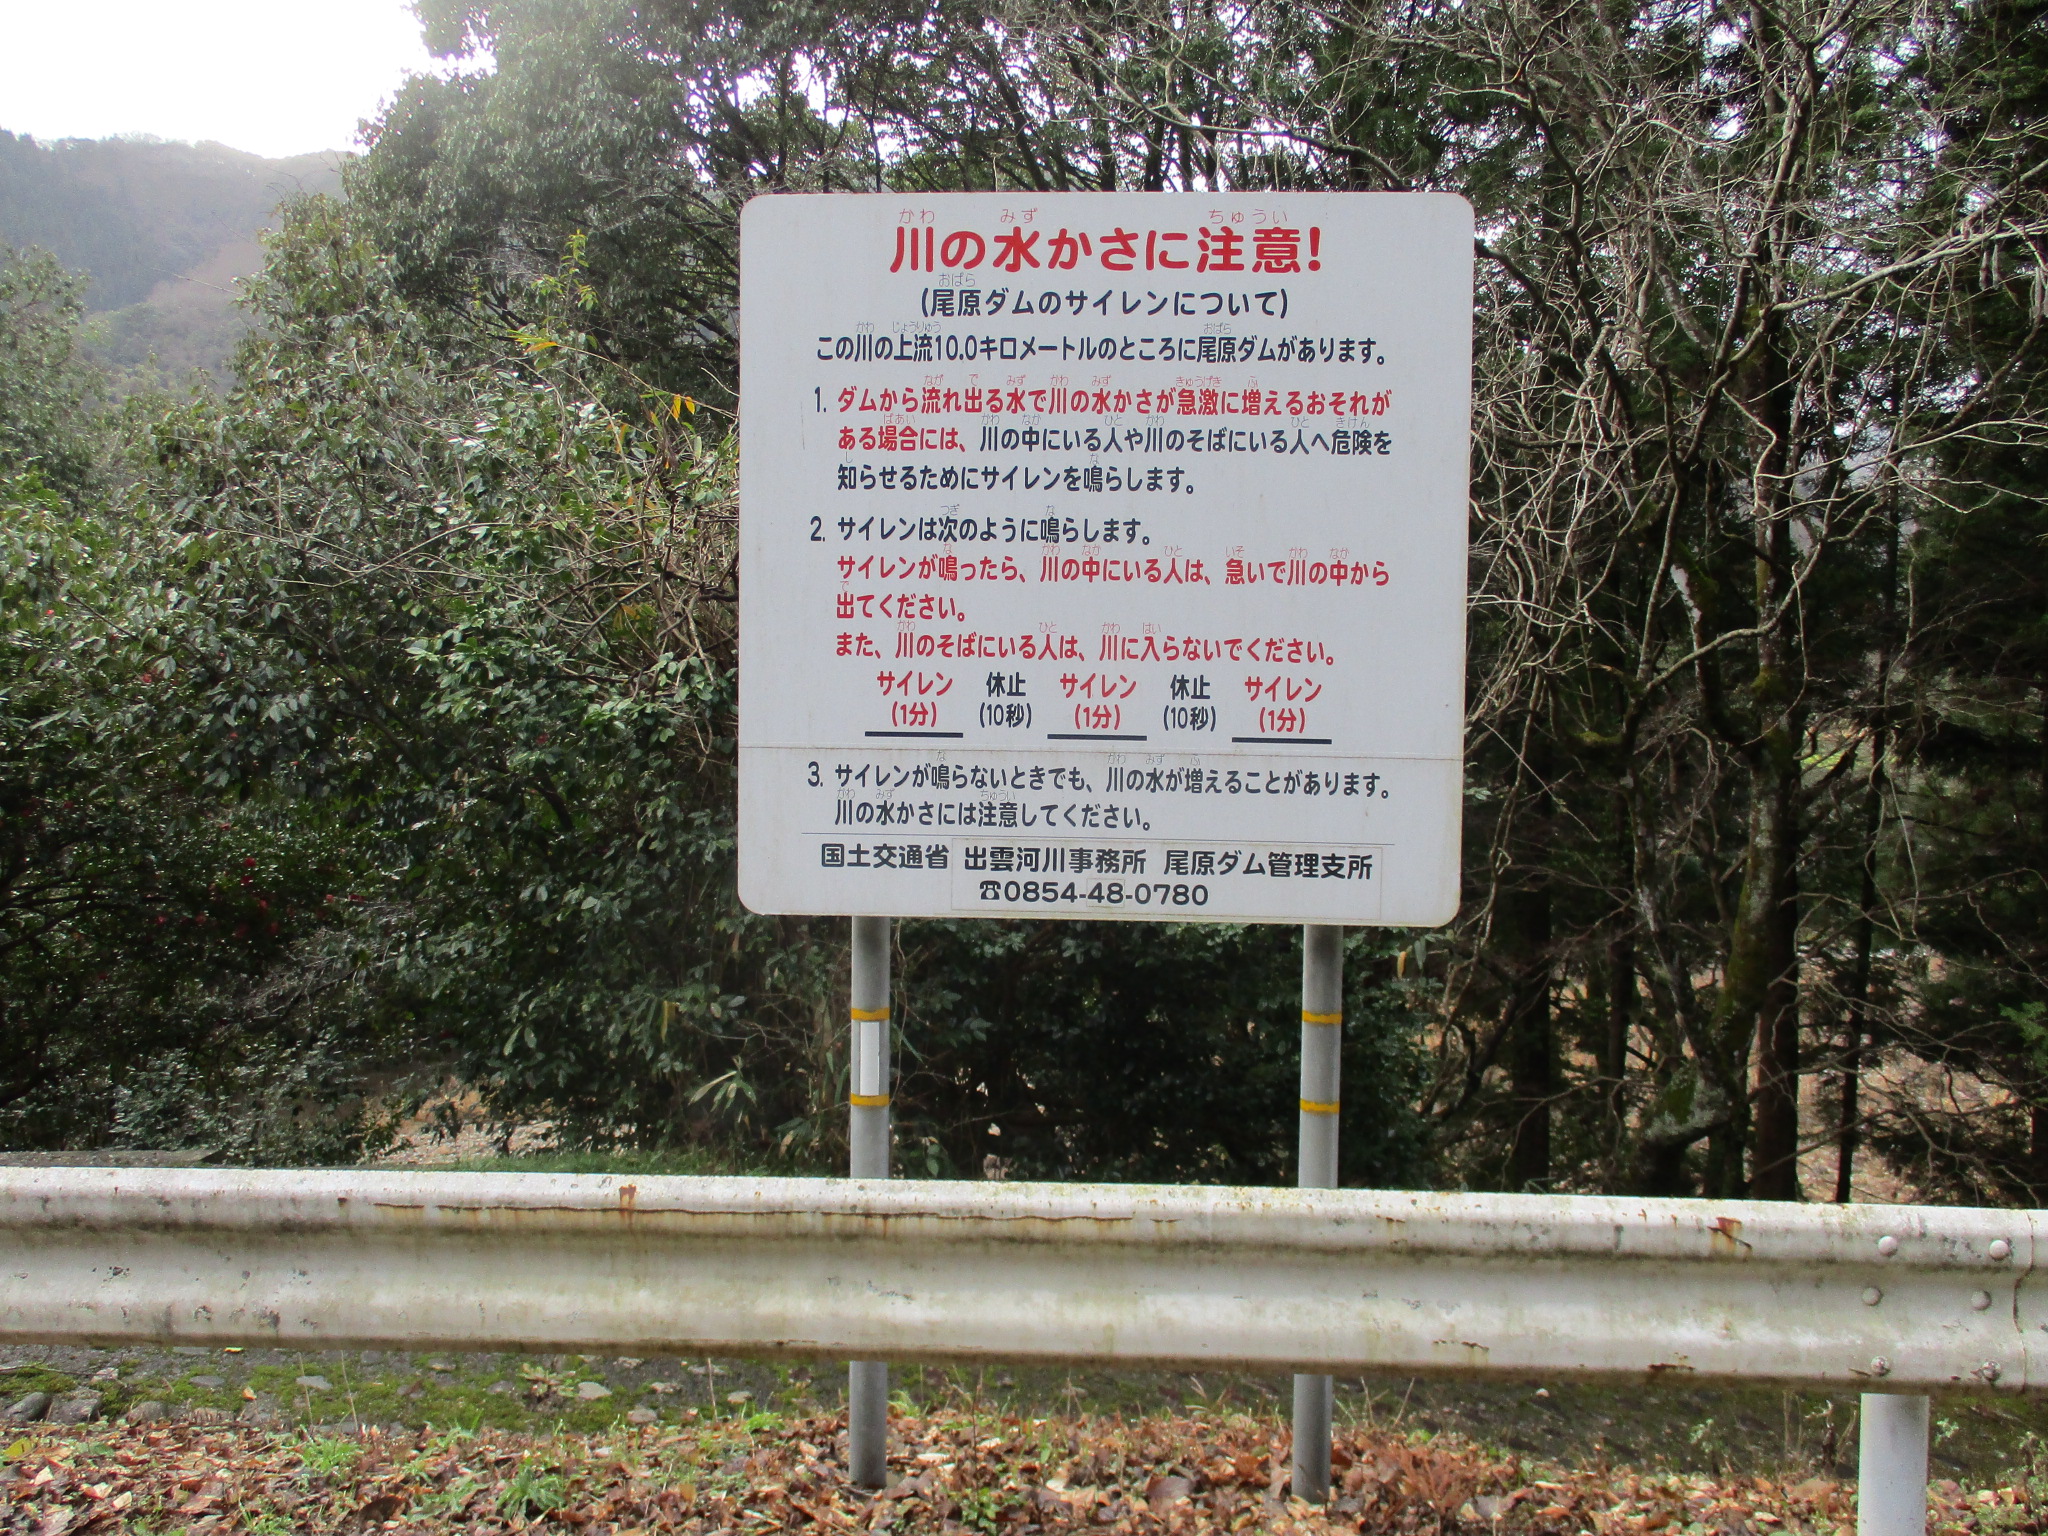 川の水かさに注意!
(尾原ダムのサイレンについて)
この川の上流10.0キロメートルのところに尾原ダムがあります。
1. ダムから流れ出る水で川の水かさが急激に増えるおそれが
ある場合には、川の中にいる人や川のそばにいる人へ危険を
知らせるためにサイレンを鳴らします。
2. サイレンは次のように鳴らします。
サイレンが鳴ったら、川の中にいる人は、急いで川の中から
出てください。
また、川のそばにいる人は、川に入らないでください。
サイレン 休止 サイレン 休止 サイレン
(1分) (10秒) (1分) (10秒) (1分)
3. サイレンが鳴らないときでも、川の水が増えることがあります。
川の水かさには注意してください。
国土交通省 出雲河川事務所 尾原ダム管理支所
☎0854-48-0780